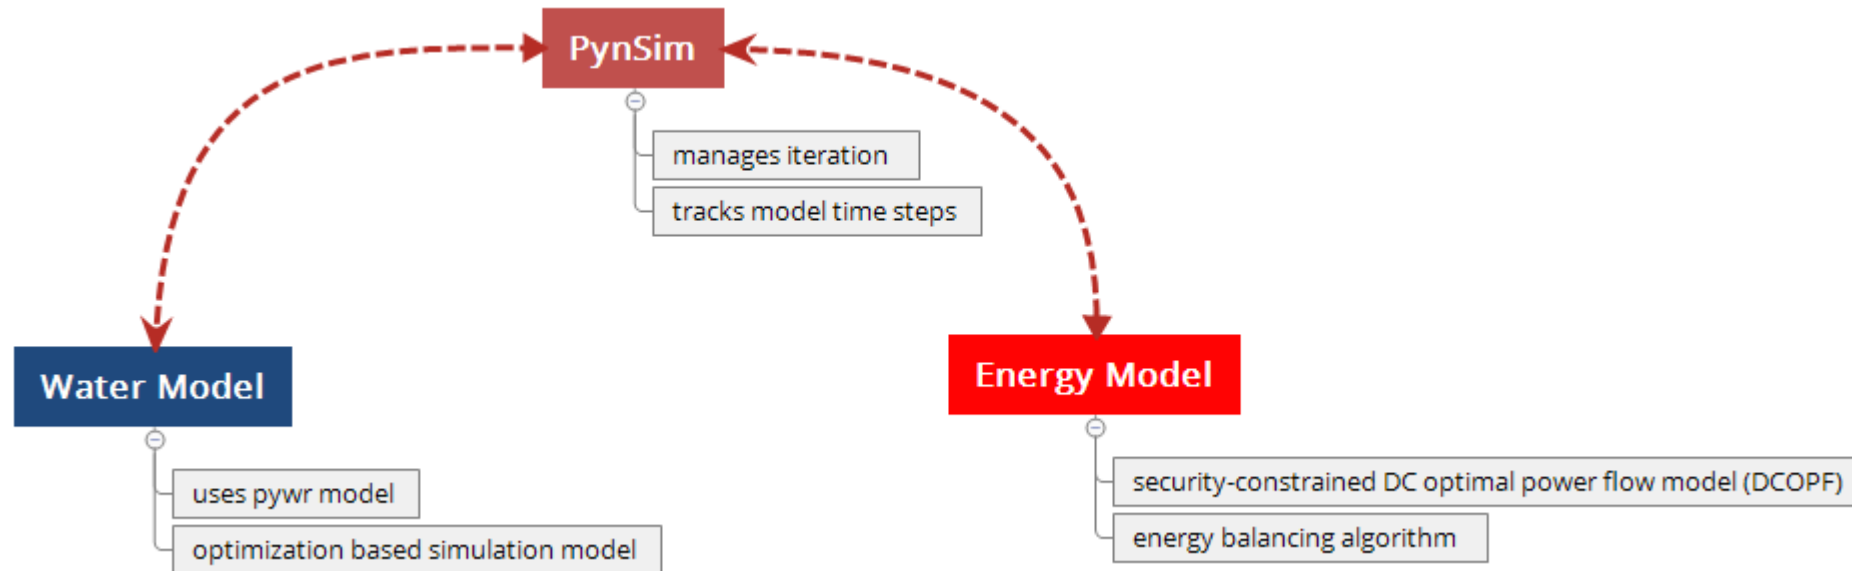 PynSim
manages iteration
tracks model time steps
Water Model
uses pywr model
optimization based simulation model
Energy Model
security-constrained DC optimal power flow model (DCOPF)
energy balancing algorithm